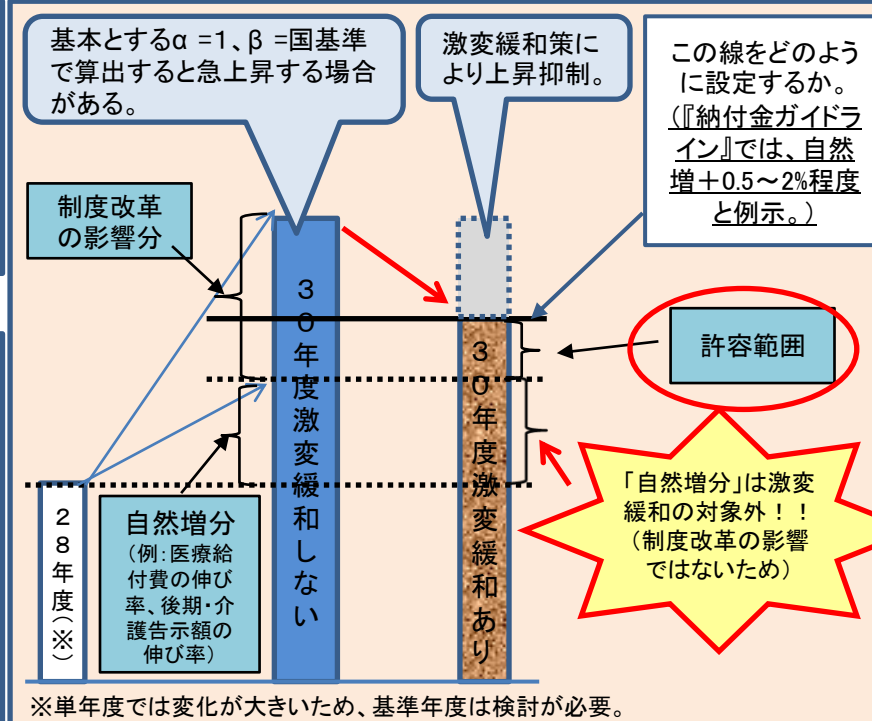 基本とするα =1、β =国基準
で算出すると急上昇する場合
がある。
激変緩和策に
より上昇抑制。
この線をどのよう
に設定するか。
(『納付金ガイドラ
イン』では、自然
増+0.5~2%程度
と例示。)
制度改革
の影響分
30年度激変緩和しない
30年度激変緩和あり
許容範囲
28年度(※)
自然増分
(例:医療給
付費の伸び
率、後期・介
護告示額の
伸び率)
「自然増分」は激変
緩和の対象外!!
(制度改革の影響
ではないため)
※単年度では変化が大きいため、基準年度は検討が必要。